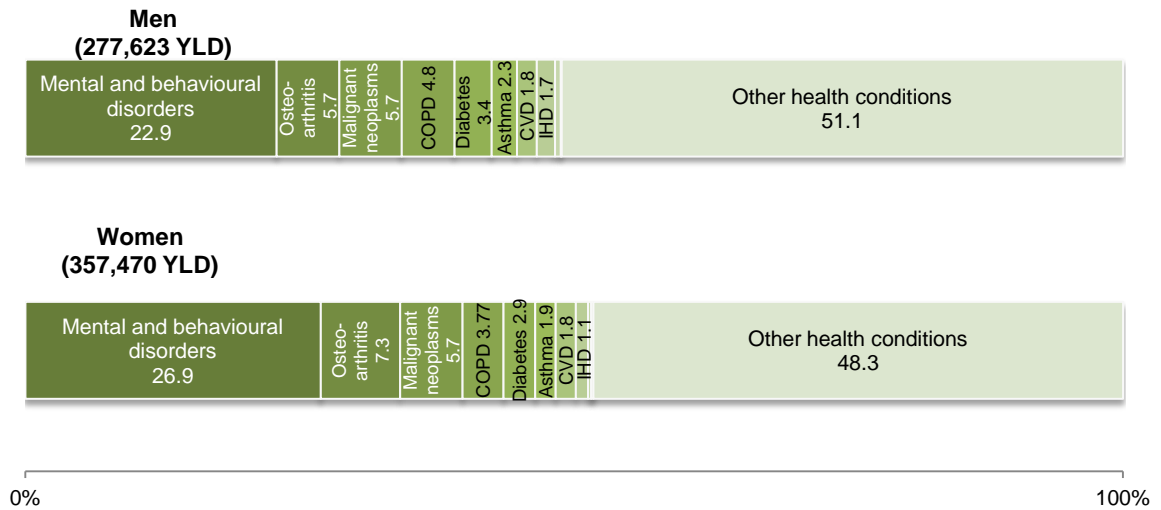 Men
(277,623 YLD)
Mental and behavioural
disorders
22.9
Osteo-
arthritis
5.7
Malignant
neoplasms
5.7
COPD 4.8
Diabetes
3.4
Asthma 2.3
CVD 1.8
IHD 1.7
Other health conditions
51.1
Women
(357,470 YLD)
Mental and behavioural
disorders
26.9
Osteo-
arthritis
7.3
Malignant
neoplasms
5.7
COPD 3.77
Diabetes 2.9
Asthma 1.9
CVD 1.8
IHD 1.1
Other health conditions
48.3
0%
100%